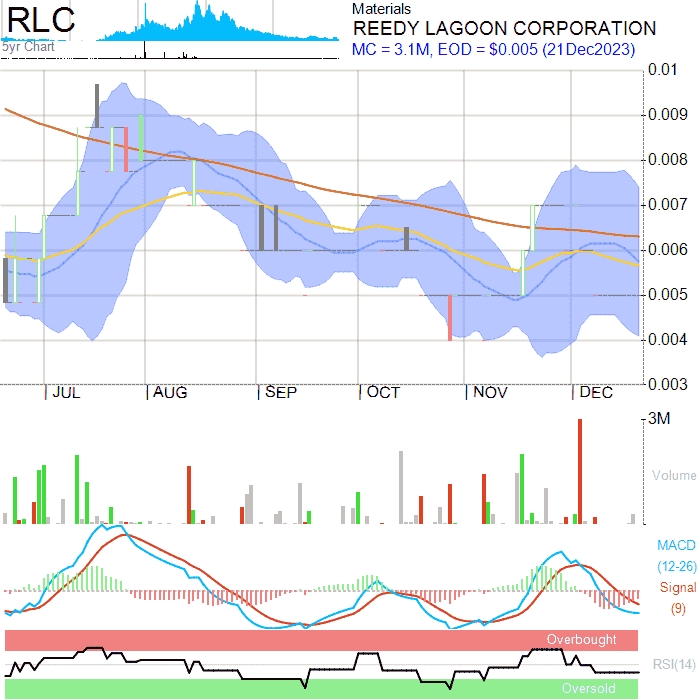 RLC
5yr Chart
Materials
REEDY LAGOON CORPORATION
MC = 3.1M, EOD = $0.005 (21Dec2023)
0.01
0.009
0.008
0.007
0.006
0.005
0.004
0.003
JUL AUG SEP OCT NOV DEC
3M
Volume
MACD
(12-26)
Signal
(9)
Overbought
RSI(14)
Oversold